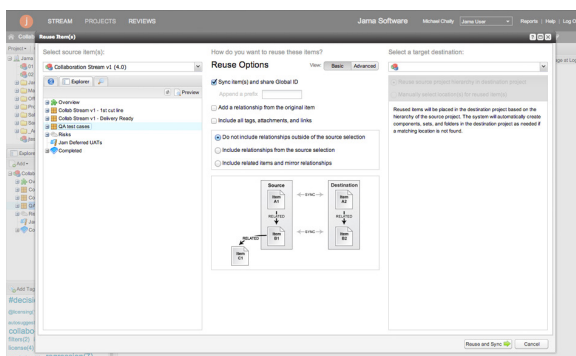 STREAM PROJECTS REVIEWS
Jama Software Michael Chely Jama User Reports Help Log O
Reuse Item(s)
Select source item(s):
How do you want to reuse these items?
Select a target destination:
Collaboration Stream v1 (4.0)
Reuse Options
View: Basic Advanced
Explorer
Preview
Overview
Collab Stream v1 - 1st cut line
Collab Stream v1 - Delivery Ready
QA test cases
Risks
Jam Deferred UATs
Completed
Sync item(s) and share Global ID
Append a prefix
Add a relationship from the original item
Include all tags, attachments, and links
Do not include relationships outside of the source selection
Include relationships from the source selection
Include related items and mirror relationships
Source
Destination
Item A1
SYNC
Item A2
RELATED
RELATED
Item B1
SYNC
Item B2
RELATED
Item C1
Reuse source project hierarchy in destination project
Manually select location(s) for reused item(s)
Reused items will be placed in the destination project based on the
hierarchy of the source project. The system will automatically create
components, sets, and folders in the destination project as needed if
a matching location is not found.
Reuse and Sync
Cancel
Project
Jama
Explore
Add
Add Tag
#decisi
collabo
filters(2)
license(4)